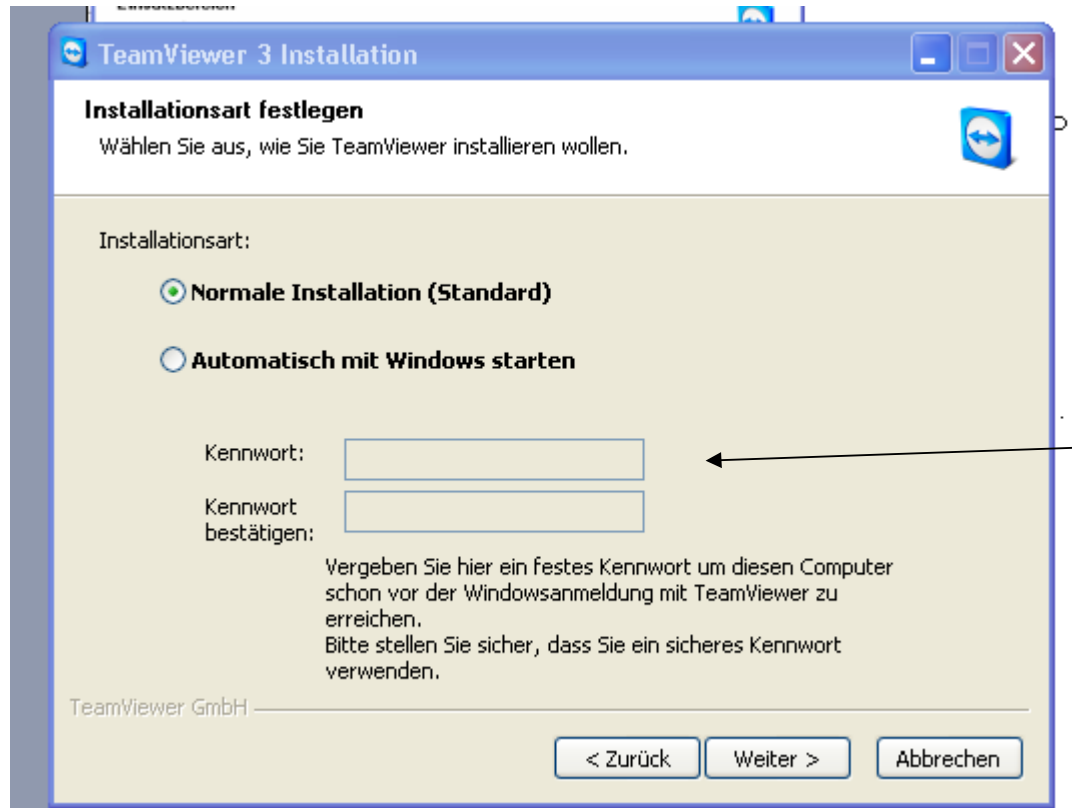 Einsatzbereich
TeamViewer 3 Installation
Installationsart festlegen
Wählen Sie aus, wie Sie TeamViewer installieren wollen.
Installationsart:
Normale Installation (Standard)
Automatisch mit Windows starten
Kennwort:
Kennwort
bestätigen:
Vergeben Sie hier ein festes Kennwort um diesen Computer
schon vor der Windowsanmeldung mit TeamViewer zu
erreichen.
Bitte stellen Sie sicher, dass Sie ein sicheres Kennwort
verwenden.
TeamViewer GmbH
< Zurück
Weiter >
Abbrechen